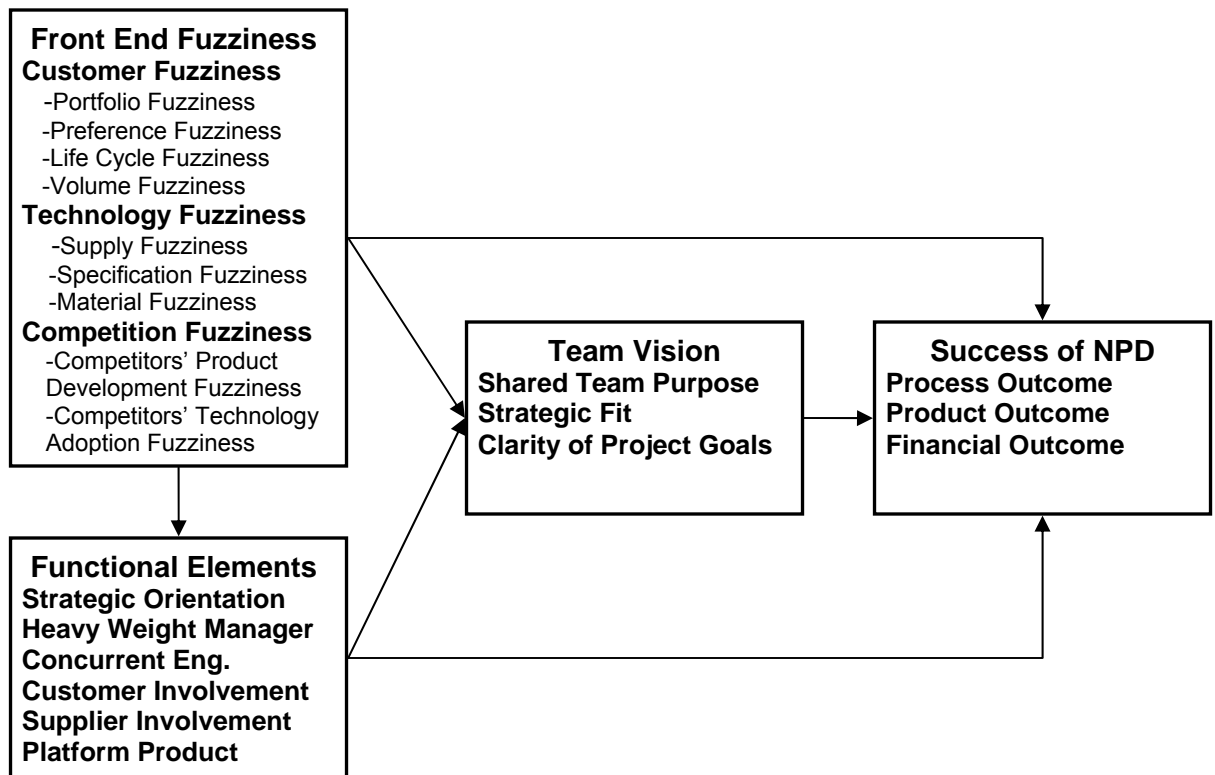 Front End Fuzziness
Customer Fuzziness
-Portfolio Fuzziness
-Preference Fuzziness
-Life Cycle Fuzziness
-Volume Fuzziness
Technology Fuzziness
-Supply Fuzziness
-Specification Fuzziness
-Material Fuzziness
Competition Fuzziness
-Competitors’ Product
Development Fuzziness
-Competitors’ Technology
Adoption Fuzziness
Team Vision
Shared Team Purpose
Strategic Fit
Clarity of Project Goals
Success of NPD
Process Outcome
Product Outcome
Financial Outcome
Functional Elements
Strategic Orientation
Heavy Weight Manager
Concurrent Eng.
Customer Involvement
Supplier Involvement
Platform Product